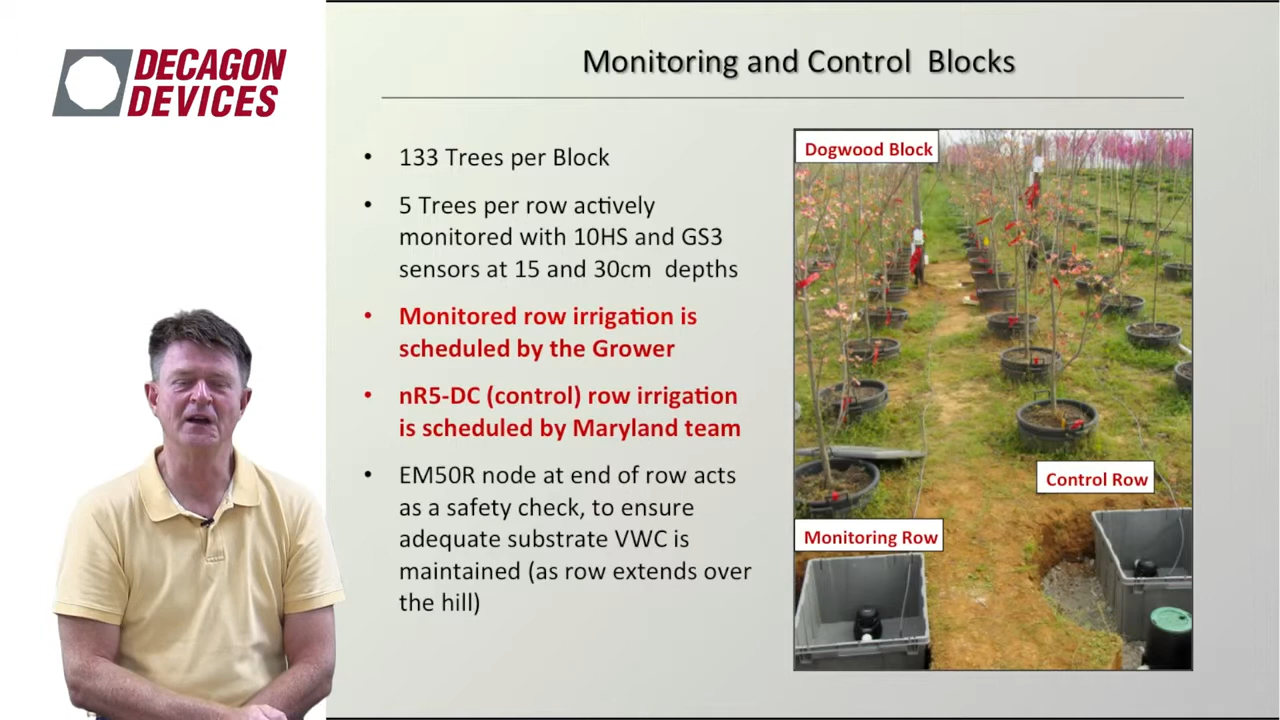 DECAGON
DEVICES
Monitoring and Control Blocks
• 133 Trees per Block
• 5 Trees per row actively
monitored with 10HS and GS3
sensors at 15 and 30cm depths
• Monitored row irrigation is
scheduled by the Grower
• nR5-DC (control) row irrigation
is scheduled by Maryland team
• EM50R node at end of row acts
as a safety check, to ensure
adequate substrate VWC is
maintained (as row extends over
the hill)
Dogwood Block
Control Row
Monitoring Row